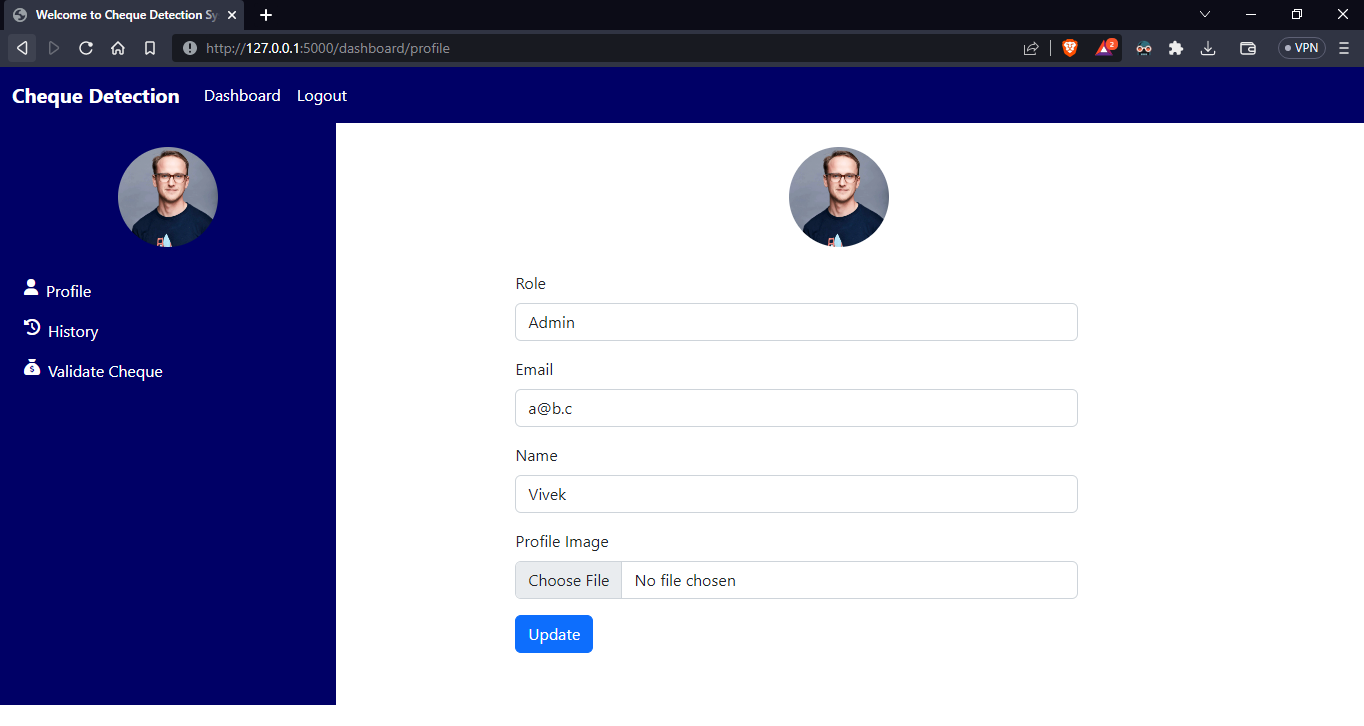 Welcome to Cheque Detection Sy
http://127.0.0.1:5000/dashboard/profile
2
VPN
Cheque Detection
Dashboard
Logout
Profile
History
Validate Cheque
Role
Admin
Email
a@b.c
Name
Vivek
Profile Image
Choose File
No file chosen
Update